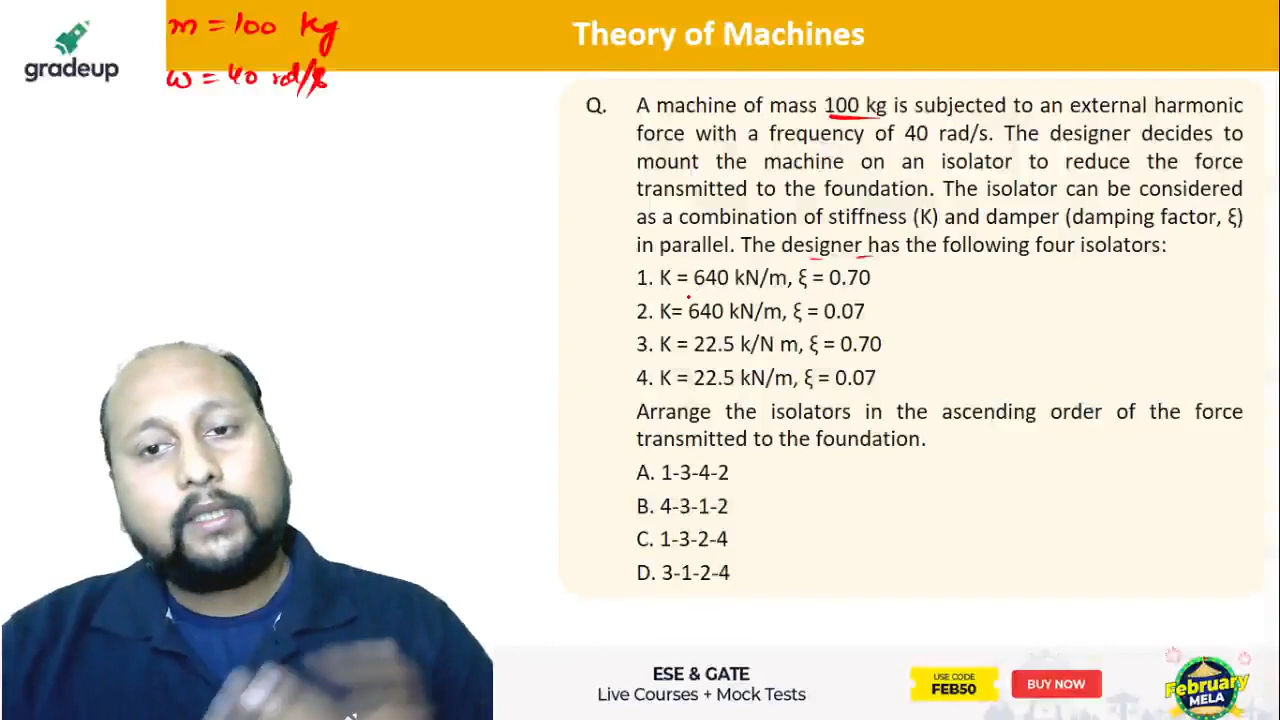 gradeup
m = 100 kg
ω = 40 rad/s
Theory of Machines
Q. A machine of mass 100 kg is subjected to an external harmonic
force with a frequency of 40 rad/s. The designer decides to
mount the machine on an isolator to reduce the force
transmitted to the foundation. The isolator can be considered
as a combination of stiffness (K) and damper (damping factor, ξ)
in parallel. The designer has the following four isolators:
1. K = 640 kN/m, ξ = 0.70
2. K= 640 kN/m, ξ = 0.07
3. K = 22.5 k/N m, ξ = 0.70
4. K = 22.5 kN/m, ξ = 0.07
Arrange the isolators in the ascending order of the force
transmitted to the foundation.
A. 1-3-4-2
B. 4-3-1-2
C. 1-3-2-4
D. 3-1-2-4
ESE & GATE
Live Courses + Mock Tests
USE CODE
FEB50
BUY NOW
February
MELA